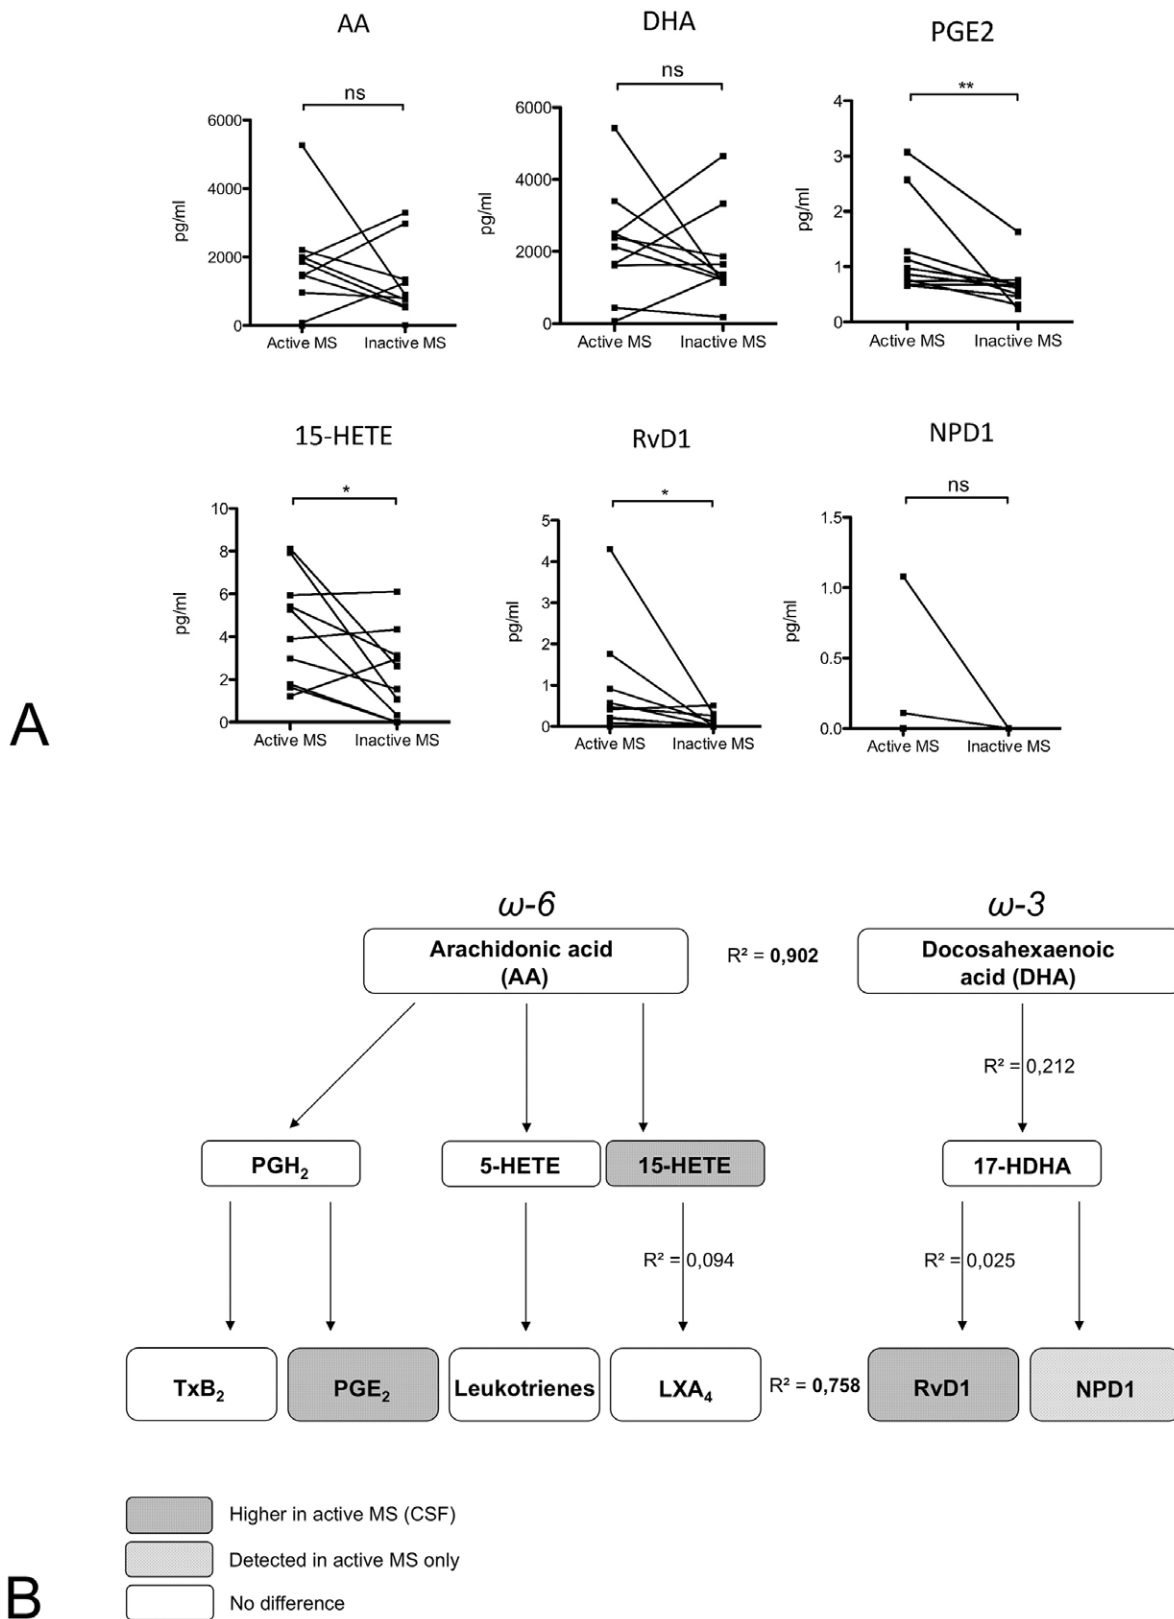 AA
DHA
PGE2
ns
ns
**
6000
4000
2000
0
pg/ml
Active MS Inactive MS
6000
4000
2000
0
pg/ml
Active MS Inactive MS
4
3
2
1
0
pg/ml
Active MS Inactive MS
15-HETE
RvD1
NPD1
*
*
ns
10
8
6
4
2
0
pg/ml
Active MS Inactive MS
5
4
3
2
1
0
pg/ml
Active MS Inactive MS
1.5
1.0
0.5
0.0
pg/ml
Active MS Inactive MS
A
ω-6
ω-3
Arachidonic acid
(AA)
R² = 0,902
Docosahexaenoic
acid (DHA)
R² = 0,212
PGH₂
5-HETE
15-HETE
17-HDHA
R² = 0,094
R² = 0,025
TxB₂
PGE₂
Leukotrienes
LXA₄
R² = 0,758
RvD1
NPD1
Higher in active MS (CSF)
Detected in active MS only
No difference
B